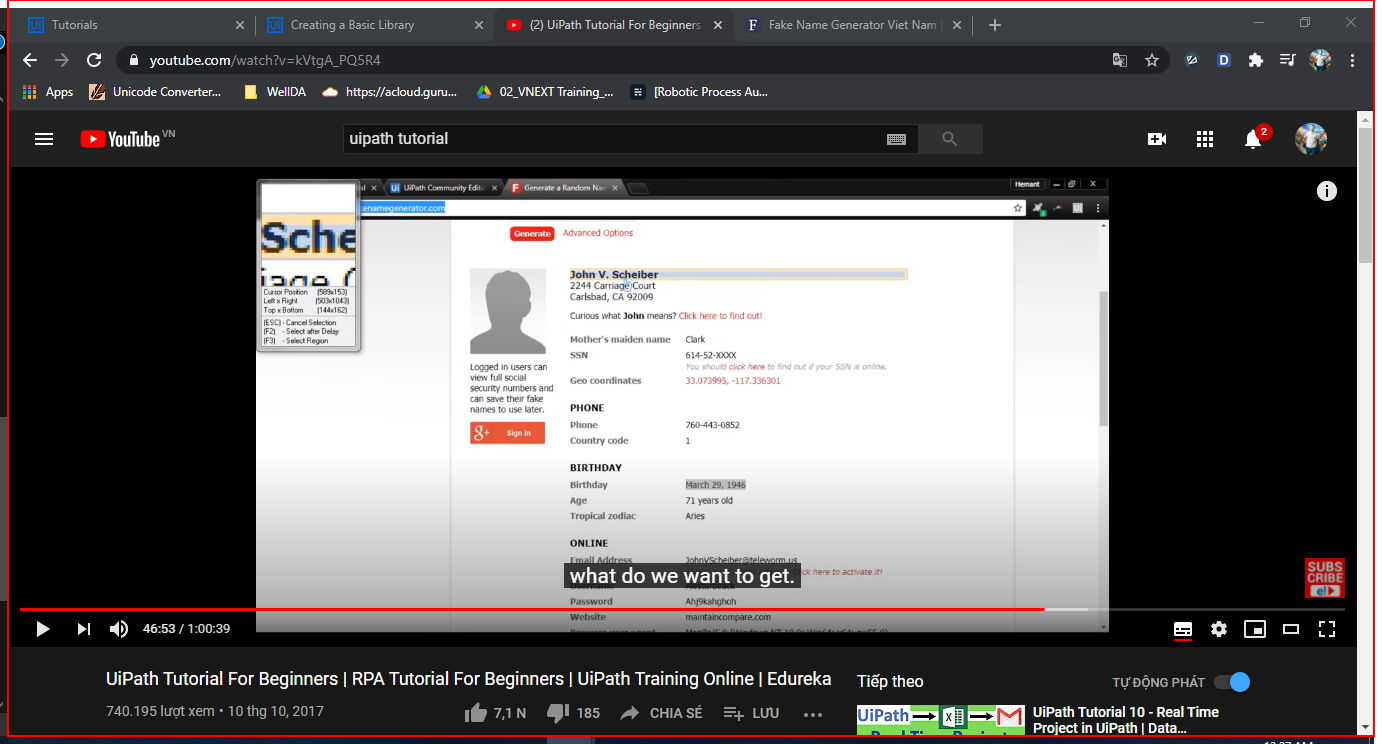 Tutorials
Creating a Basic Library
(2) UiPath Tutorial For Beginners
Fake Name Generator Viet Nam |
youtube.com/watch?v=kVtgA_PQ5R4
Apps
Unicode Converter...
WellDA
https://acloud.guru...
02_VNEXT Training_...
[Robotic Process Au...
YouTube VN
uipath tutorial
2
UiPath Community Editi
Generate a Random Na
Hemant
enamegenerator.com
Sche
iage C
Cursor Position (589x153)
Left x Right (503x1043)
Top x Bottom (144x162)
(ESC) - Cancel Selection
(F2) - Select after Delay
(F3) - Select Region
Generate
Advanced Options
John V. Scheiber
2244 Carriage Court
Carlsbad, CA 92009
Curious what John means? Click here to find out!
Mother's maiden name Clark
SSN 614-52-XXXX
You should click here to find out if your SSN is online.
Geo coordinates 33.073995, -117.336301
Logged in users can
view full social
security numbers and
can save their fake
names to use later.
g+ Sign in
PHONE
Phone 760-443-0852
Country code 1
BIRTHDAY
Birthday March 29, 1946
Age 71 years old
Tropical zodiac Aries
ONLINE
Email Address JohnVScheiber@teleworm.us
click here to activate it!
what do we want to get.
Password Ahj9kahghoh
Website maintaincompare.com
SUBS
CRIBE
e!
46:53 / 1:00:39
UiPath Tutorial For Beginners | RPA Tutorial For Beginners | UiPath Training Online | Edureka
740.195 lượt xem • 10 thg 10, 2017
7,1 N
185
CHIA SẺ
LƯU
Tiếp theo
TỰ ĐỘNG PHÁT
UiPath
UiPath Tutorial 10 - Real Time
Project in UiPath | Data...